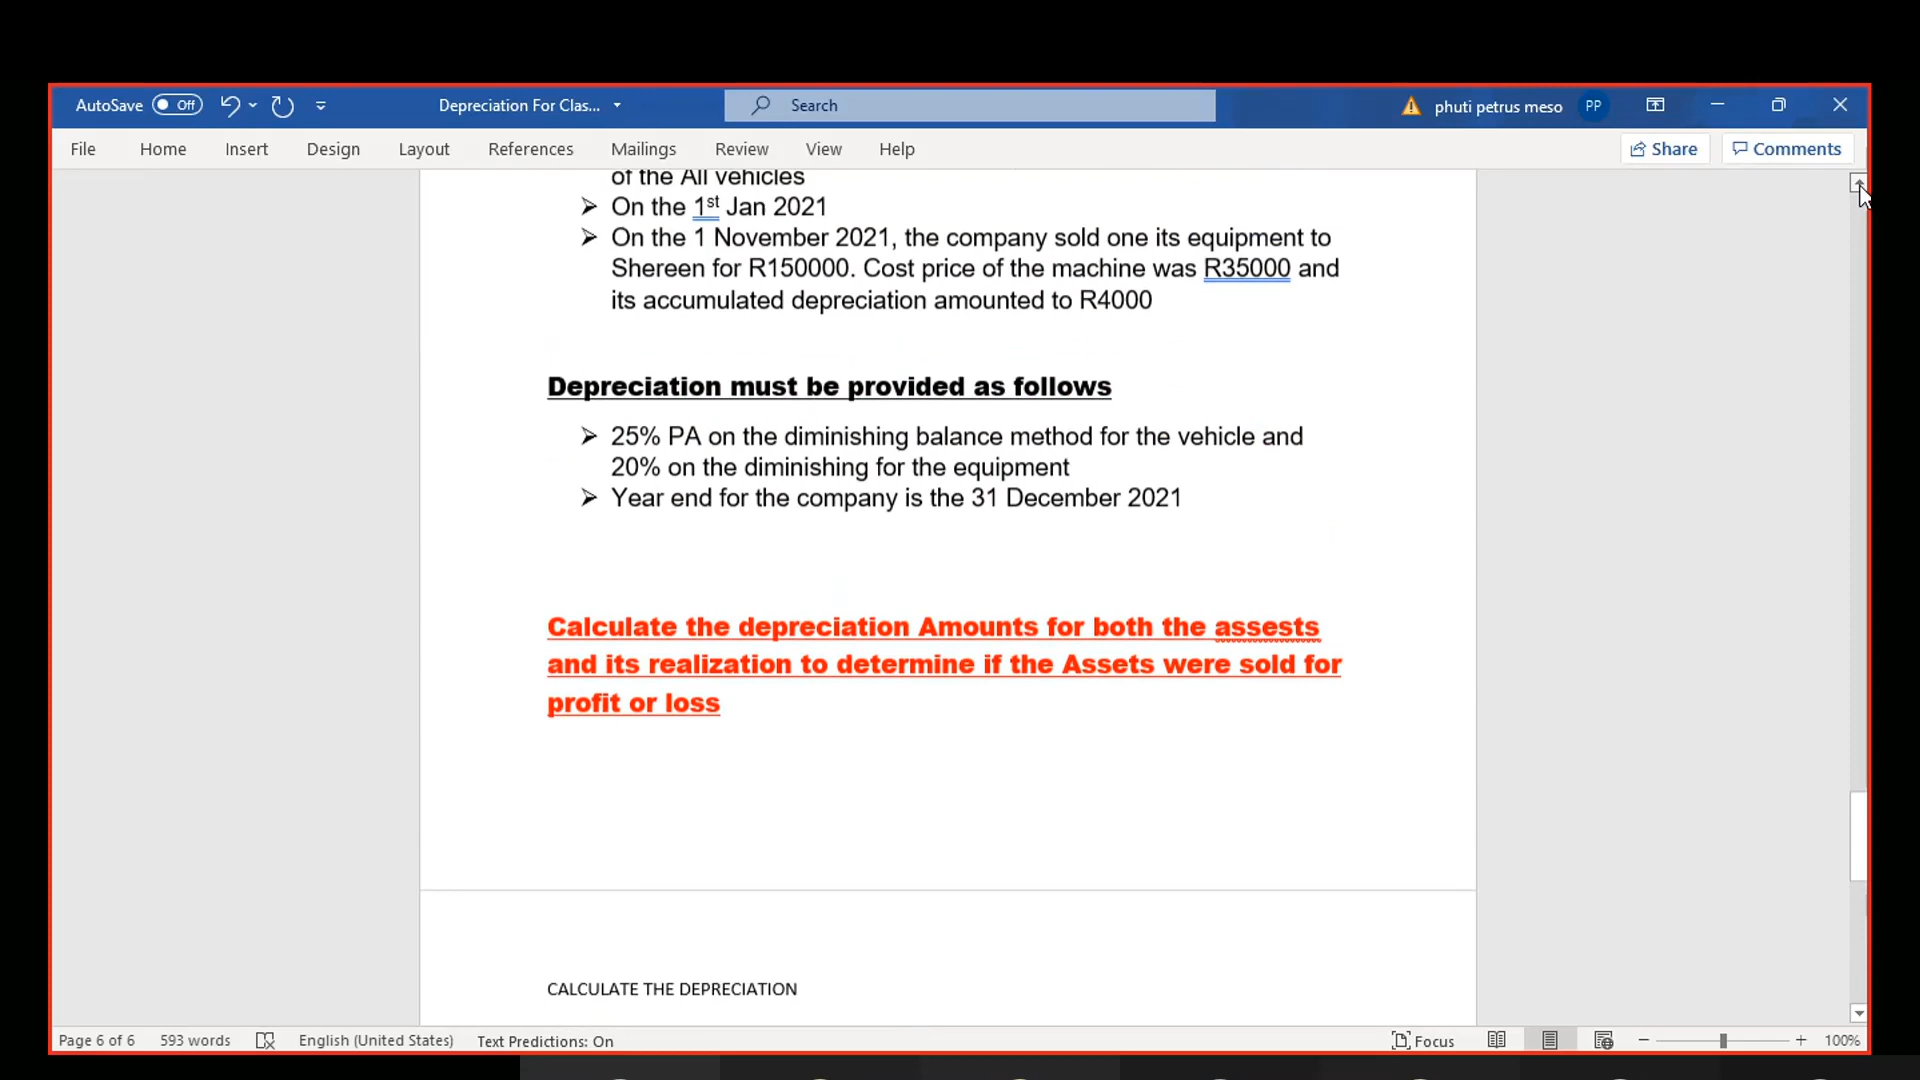 AutoSave Off Depreciation For Clas... Search phuti petrus meso PP
File Home Insert Design Layout References Mailings Review View Help Share Comments
of the All vehicles
➢ On the 1st Jan 2021
➢ On the 1 November 2021, the company sold one its equipment to
Shereen for R150000. Cost price of the machine was R35000 and
its accumulated depreciation amounted to R4000
Depreciation must be provided as follows
➢ 25% PA on the diminishing balance method for the vehicle and
20% on the diminishing for the equipment
➢ Year end for the company is the 31 December 2021
Calculate the depreciation Amounts for both the assests
and its realization to determine if the Assets were sold for
profit or loss
CALCULATE THE DEPRECIATION
Page 6 of 6 593 words English (United States) Text Predictions: On Focus 100%